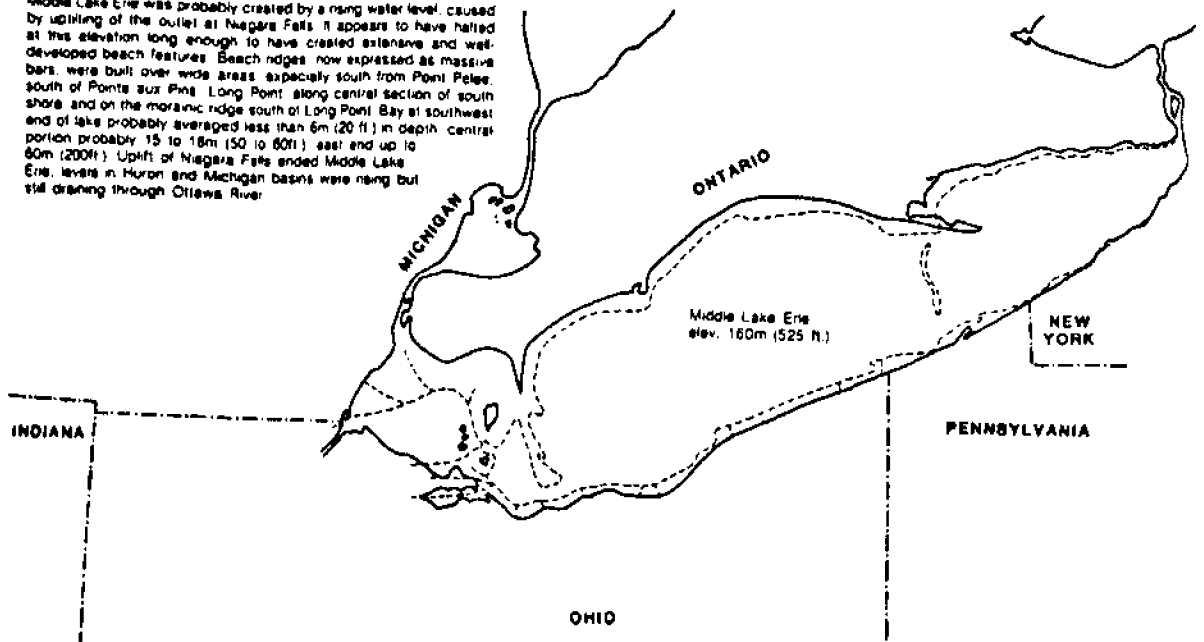 Middle Lake Erie was probably created by a rising water level, caused
by uplifting of the outlet at Niagara Falls. It appears to have halted
at this elevation long enough to have created extensive and well-
developed beach features. Beach ridges, now expressed as massive
bars, were built over wide areas, expecially south from Point Pelee,
south of Pointe aux Pins, Long Point, along central section of south
shore, and on the morainic ridge south of Long Point. Bay at southwest
end of lake probably averaged less than 6m (20 ft.) in depth, central
portion probably 15 to 18m (50 to 60ft.) east end up to
60m (200ft.) Uplift of Niagara Falls ended Middle Lake
Erie, levels in Huron and Michigan basins were rising but
still draining through Ottawa River.
MICHIGAN
ONTARIO
Middle Lake Erie
elev. 160m (525 ft.)
NEW
YORK
INDIANA
PENNSYLVANIA
OHIO